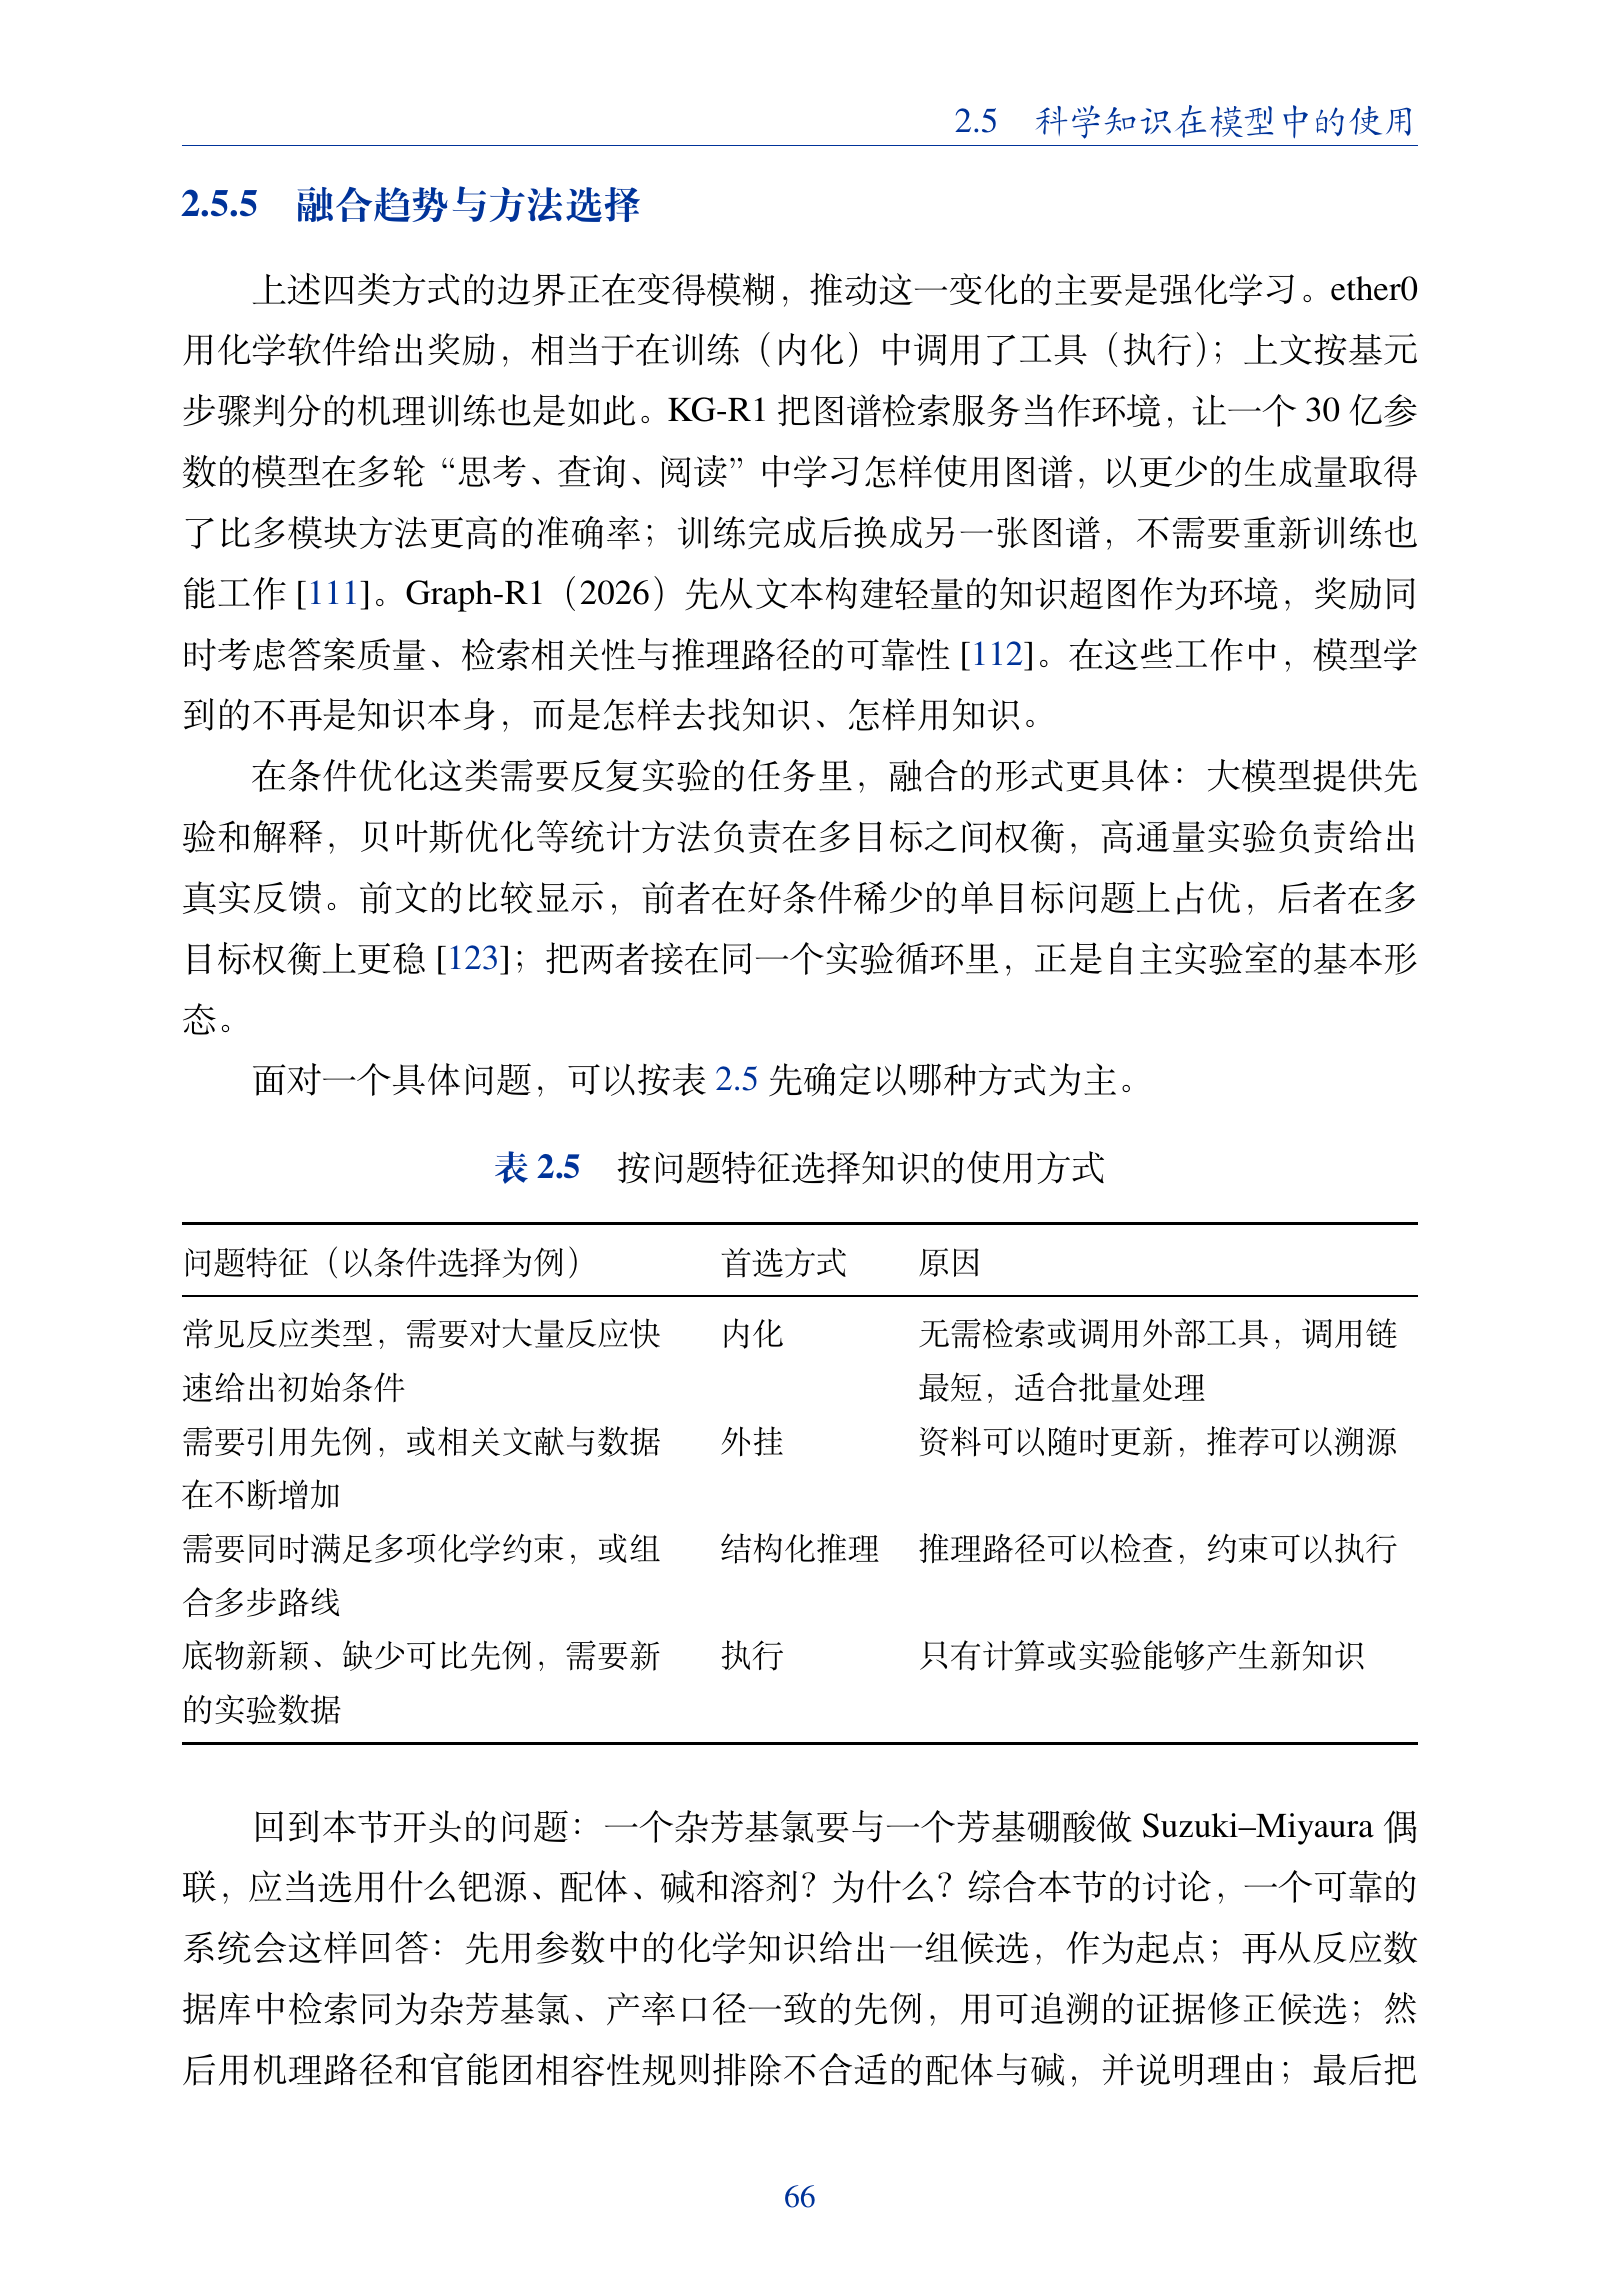 2.5 科学知识在模型中的使用
2.5.5 融合趋势与方法选择
上述四类方式的边界正在变得模糊，推动这一变化的主要是强化学习。ether0
用化学软件给出奖励，相当于在训练（内化）中调用了工具（执行）；上文按基元
步骤判分的机理训练也是如此。KG-R1 把图谱检索服务当作环境，让一个 30 亿参
数的模型在多轮“思考、查询、阅读”中学习怎样使用图谱，以更少的生成量取得
了比多模块方法更高的准确率；训练完成后换成另一张图谱，不需要重新训练也
能工作 [111]。Graph-R1（2026）先从文本构建轻量的知识超图作为环境，奖励同
时考虑答案质量、检索相关性与推理路径的可靠性 [112]。在这些工作中，模型学
到的不再是知识本身，而是怎样去找知识、怎样用知识。
在条件优化这类需要反复实验的任务里，融合的形式更具体：大模型提供先
验和解释，贝叶斯优化等统计方法负责在多目标之间权衡，高通量实验负责给出
真实反馈。前文的比较显示，前者在好条件稀少的单目标问题上占优，后者在多
目标权衡上更稳 [123]；把两者接在同一个实验循环里，正是自主实验室的基本形
态。
面对一个具体问题，可以按表 2.5 先确定以哪种方式为主。
表 2.5 按问题特征选择知识的使用方式
问题特征（以条件选择为例） 首选方式 原因
常见反应类型，需要对大量反应快 内化 无需检索或调用外部工具，调用链
速给出初始条件 最短，适合批量处理
需要引用先例，或相关文献与数据 外挂 资料可以随时更新，推荐可以溯源
在不断增加
需要同时满足多项化学约束，或组 结构化推理 推理路径可以检查，约束可以执行
合多步路线
底物新颖、缺少可比先例，需要新 执行 只有计算或实验能够产生新知识
的实验数据
回到本节开头的问题：一个杂芳基氯要与一个芳基硼酸做 Suzuki–Miyaura 偶
联，应当选用什么钯源、配体、碱和溶剂？为什么？综合本节的讨论，一个可靠的
系统会这样回答：先用参数中的化学知识给出一组候选，作为起点；再从反应数
据库中检索同为杂芳基氯、产率口径一致的先例，用可追溯的证据修正候选；然
后用机理路径和官能团相容性规则排除不合适的配体与碱，并说明理由；最后把
66